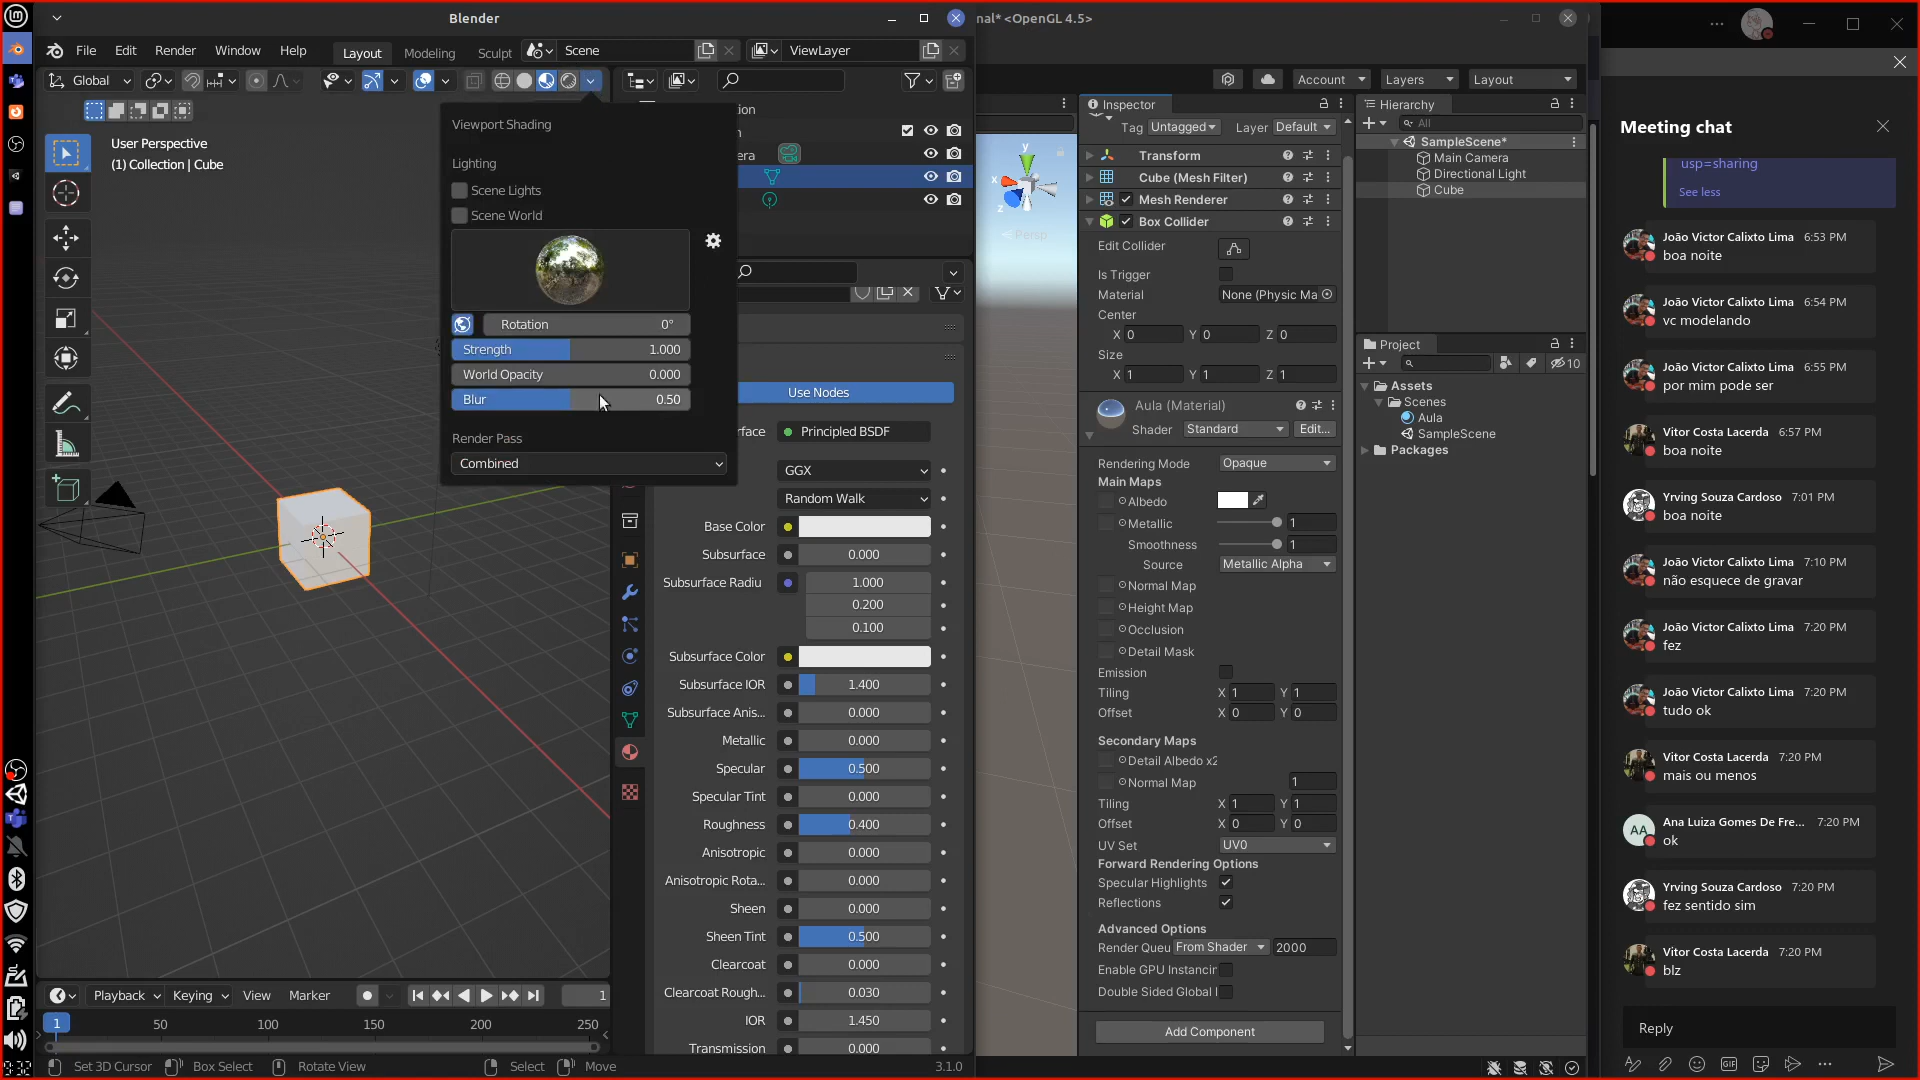 Blender
File
Edit
Render
Window
Help
Layout
Modeling
Sculpt
Scene
ViewLayer
Global
User Perspective
(1) Collection | Cube
Viewport Shading
Lighting
Scene Lights
Scene World
Rotation 0°
Strength 1.000
World Opacity 0.000
Blur 0.50
Render Pass
Combined
Use Nodes
Principled BSDF
GGX
Random Walk
Base Color
Subsurface 0.000
Subsurface Radiu 1.000
0.200
0.100
Subsurface Color
Subsurface IOR 1.400
Subsurface Anis... 0.000
Metallic 0.000
Specular 0.500
Specular Tint 0.000
Roughness 0.400
Anisotropic 0.000
Anisotropic Rota... 0.000
Sheen 0.000
Sheen Tint 0.500
Clearcoat 0.000
Clearcoat Rough... 0.030
IOR 1.450
Transmission 0.000
Playback
Keying
View
Marker
1
1 50 100 150 200 250
Set 3D Cursor
Box Select
Rotate View
Select
Move
3.1.0
nal* <OpenGL 4.5>
Account
Layers
Layout
Persp
Inspector
Tag Untagged Layer Default
Transform
Cube (Mesh Filter)
Mesh Renderer
Box Collider
Edit Collider
Is Trigger
Material None (Physic Ma
Center
X 0 Y 0 Z 0
Size
X 1 Y 1 Z 1
Aula (Material)
Shader Standard Edit...
Rendering Mode Opaque
Main Maps
Albedo
Metallic 1
Smoothness 1
Source Metallic Alpha
Normal Map
Height Map
Occlusion
Detail Mask
Emission
Tiling X 1 Y 1
Offset X 0 Y 0
Secondary Maps
Detail Albedo x2
Normal Map 1
Tiling X 1 Y 1
Offset X 0 Y 0
UV Set UV0
Forward Rendering Options
Specular Highlights
Reflections
Advanced Options
Render Queu From Shader 2000
Enable GPU Instancin
Double Sided Global I
Add Component
Hierarchy
All
SampleScene*
Main Camera
Directional Light
Cube
Project
10
Assets
Scenes
Aula
SampleScene
Packages
Meeting chat
usp=sharing
See less
João Victor Calixto Lima 6:53 PM
boa noite
João Victor Calixto Lima 6:54 PM
vc modelando
João Victor Calixto Lima 6:55 PM
por mim pode ser
Vitor Costa Lacerda 6:57 PM
boa noite
Yrving Souza Cardoso 7:01 PM
boa noite
João Victor Calixto Lima 7:10 PM
não esquece de gravar
João Victor Calixto Lima 7:20 PM
fez
João Victor Calixto Lima 7:20 PM
tudo ok
Vitor Costa Lacerda 7:20 PM
mais ou menos
AA
Ana Luiza Gomes De Fre... 7:20 PM
ok
Yrving Souza Cardoso 7:20 PM
fez sentido sim
Vitor Costa Lacerda 7:20 PM
blz
Reply